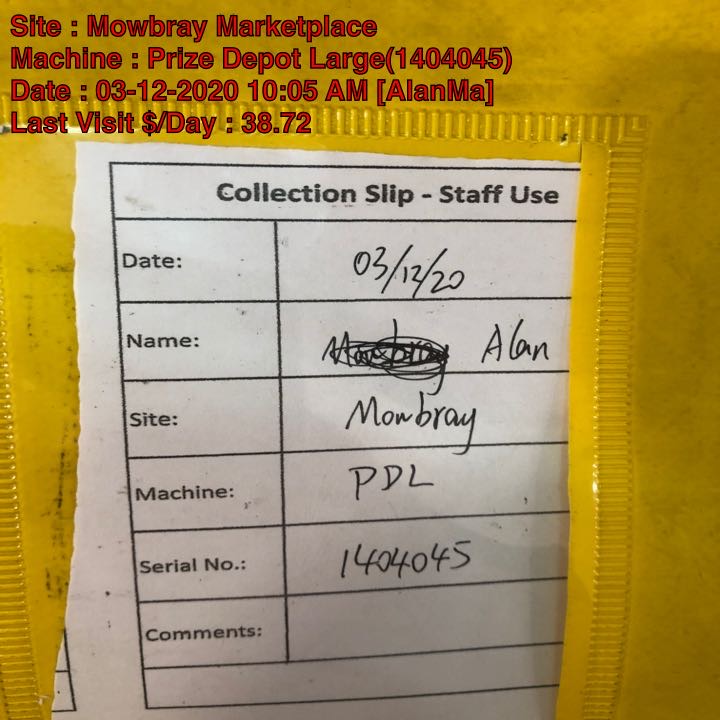 Site : Mowbray Marketplace
Machine : Prize Depot Large(1404045)
Date : 03-12-2020 10:05 AM [AlanMa]
Last Visit $/Day : 38.72
Collection Slip - Staff Use
Date: 03/12/20
Name: Mowbray Alan
Site: Mowbray
Machine: PDL
Serial No.: 1404045
Comments: